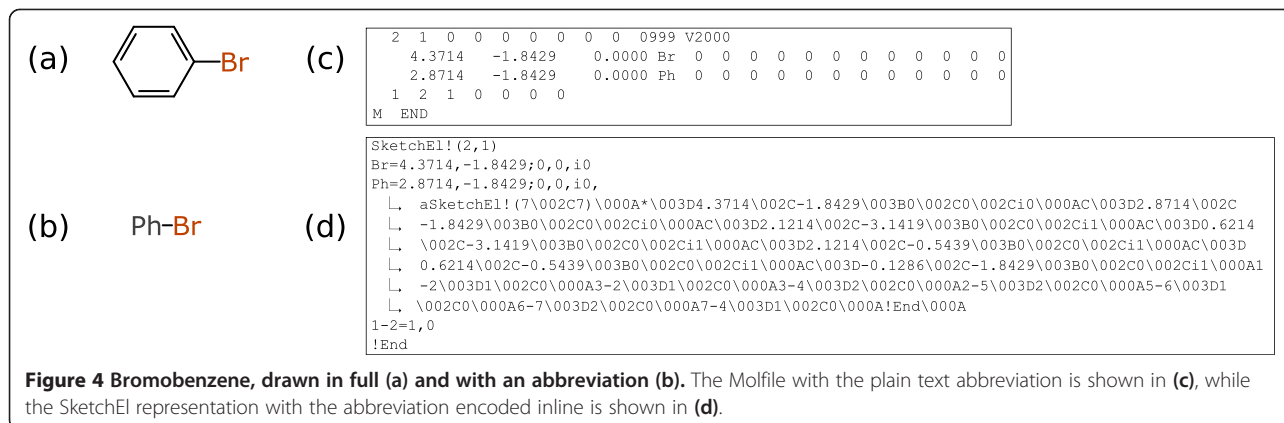 (a)
Br
(c)
  2  1  0  0  0  0  0  0  0  0999 V2000
    4.3714   -1.8429    0.0000 Br  0  0  0  0  0  0  0  0  0  0  0  0
    2.8714   -1.8429    0.0000 Ph  0  0  0  0  0  0  0  0  0  0  0  0
  1  2  1  0  0  0  0
M  END
(b)
Ph-Br
(d)
SketchEl!(2,1)
Br=4.3714,-1.8429;0,0,i0
Ph=2.8714,-1.8429;0,0,i0,
aSketchEl!(7\002C7)\000A*\003D4.3714\002C-1.8429\003B0\002C0\002Ci0\000AC\003D2.8714\002C
-1.8429\003B0\002C0\002Ci0\000AC\003D2.1214\002C-3.1419\003B0\002C0\002Ci1\000AC\003D0.6214
\002C-3.1419\003B0\002C0\002Ci1\000AC\003D2.1214\002C-0.5439\003B0\002C0\002Ci1\000AC\003D
0.6214\002C-0.5439\003B0\002C0\002Ci1\000AC\003D-0.1286\002C-1.8429\003B0\002C0\002Ci1\000A1
-2\003D1\002C0\000A3-2\003D1\002C0\000A3-4\003D2\002C0\000A2-5\003D2\002C0\000A5-6\003D1
\002C0\000A6-7\003D2\002C0\000A7-4\003D1\002C0\000A!End\000A
1-2=1,0
!End
Figure 4 Bromobenzene, drawn in full (a) and with an abbreviation (b). The Molfile with the plain text abbreviation is shown in (c), while
the SketchEl representation with the abbreviation encoded inline is shown in (d).